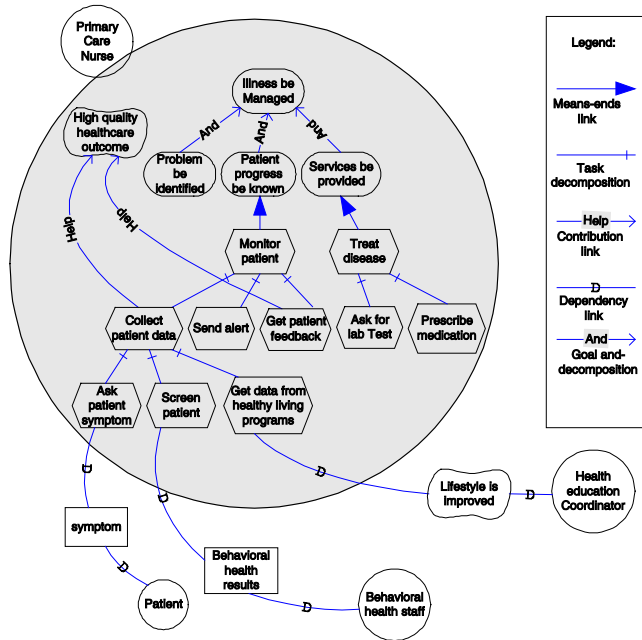 Primary
Care
Nurse
Legend:
Means-ends
link
Task
decomposition
Help
Contribution
link
D
Dependency
link
And
Goal and-
decomposition
Illness be
Managed
High quality
healthcare
outcome
And
And
And
Problem
be
identified
Patient
progress
be known
Services be
provided
Help
Help
Monitor
patient
Treat
disease
Collect
patient data
Send alert
Get patient
feedback
Ask for
lab Test
Prescribe
medication
Ask
patient
symptom
Screen
patient
Get data from
healthy living
programs
D
D
D
Lifestyle is
improved
D
Health
education
Coordinator
symptom
D
Patient
Behavioral
health
results
D
Behavioral
health staff